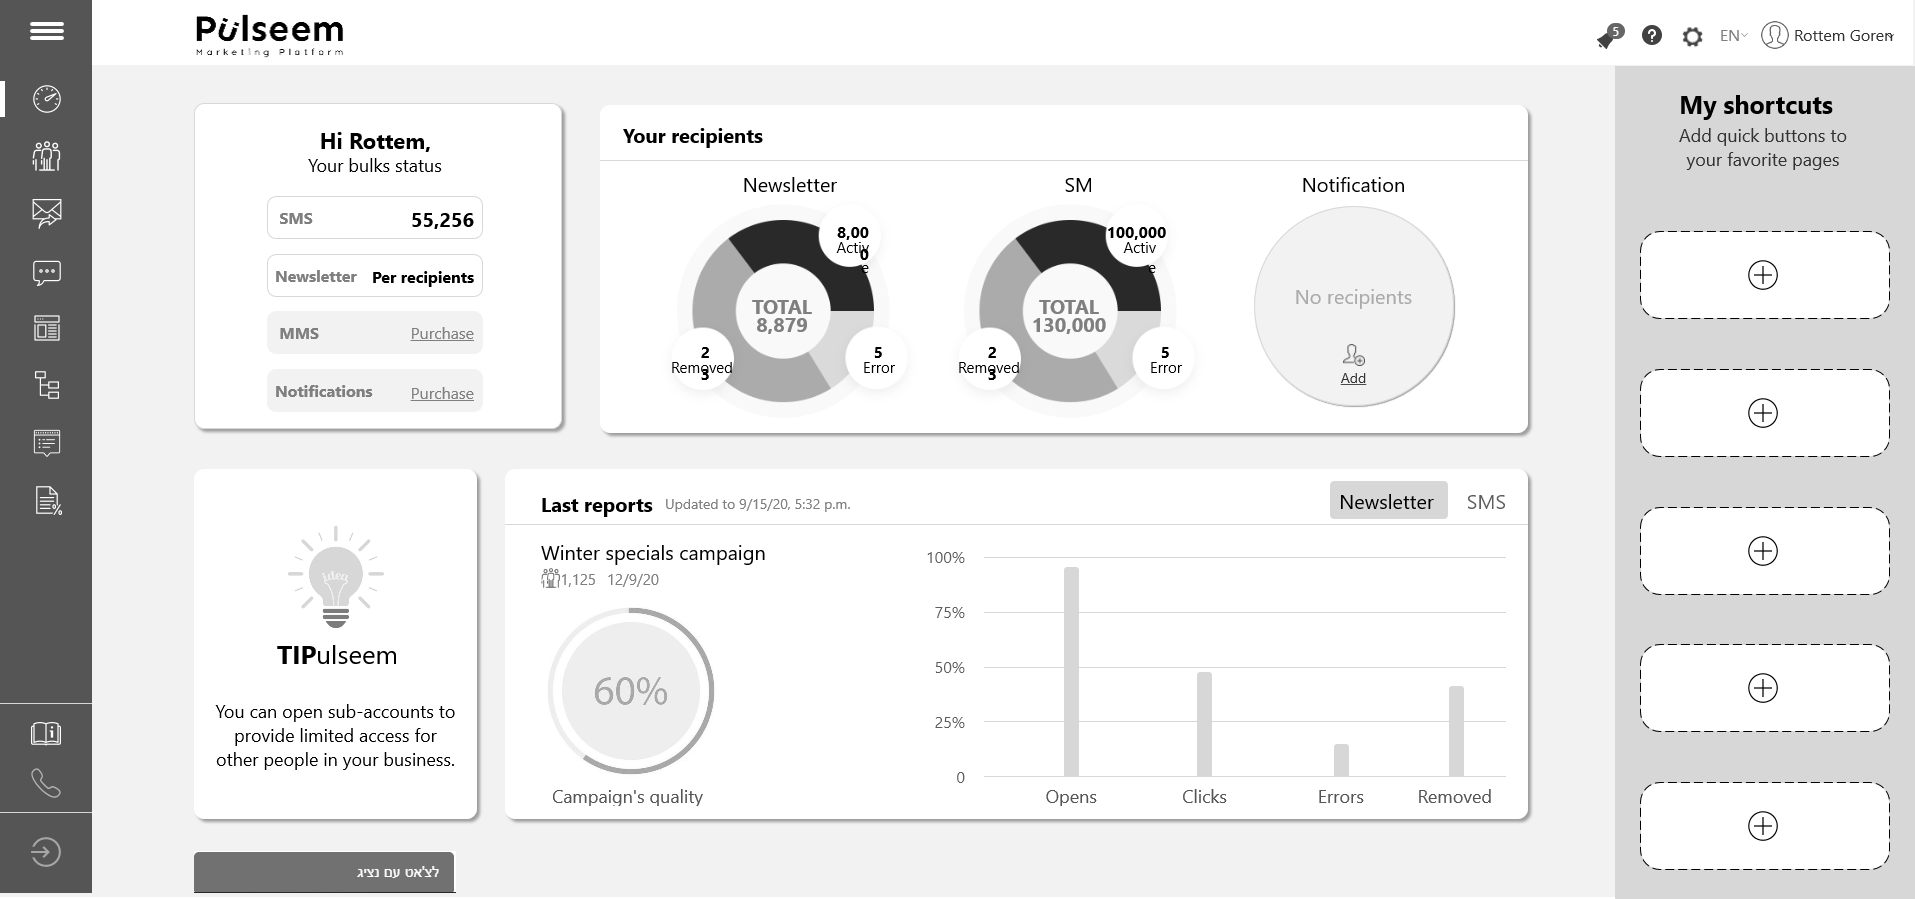 Pulseem
Marketing Platform
5
EN
Rottem Goren
Hi Rottem,
Your bulks status
SMS 55,256
Newsletter Per recipients
MMS Purchase
Notifications Purchase
Your recipients
Newsletter
8,00
0
Activ
e
TOTAL
8,879
2
3
Removed
5
Error
SM
100,000
Activ
e
TOTAL
130,000
2
3
Removed
5
Error
Notification
No recipients
Add
My shortcuts
Add quick buttons to
your favorite pages
idea
TIPulseem
You can open sub-accounts to
provide limited access for
other people in your business.
Last reports Updated to 9/15/20, 5:32 p.m.
Newsletter SMS
Winter specials campaign
1,125 12/9/20
60%
Campaign's quality
100%
75%
50%
25%
0
Opens Clicks Errors Removed
לצ'אט עם נציג